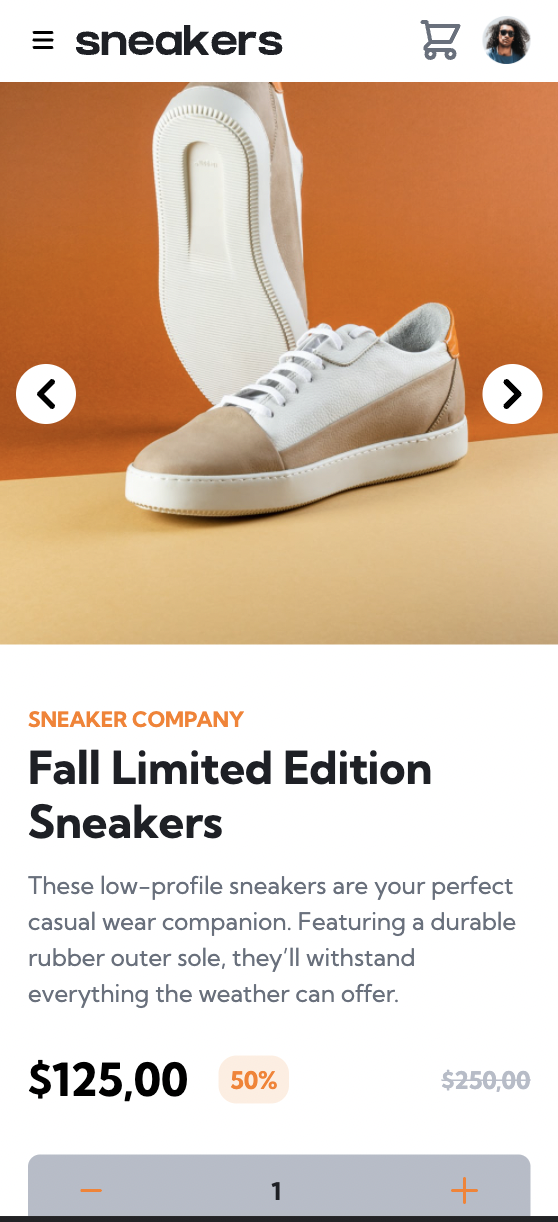 sneakers
SNEAKER COMPANY
Fall Limited Edition
Sneakers
These low-profile sneakers are your perfect
casual wear companion. Featuring a durable
rubber outer sole, they’ll withstand
everything the weather can offer.
$125,00 50% $250,00
1